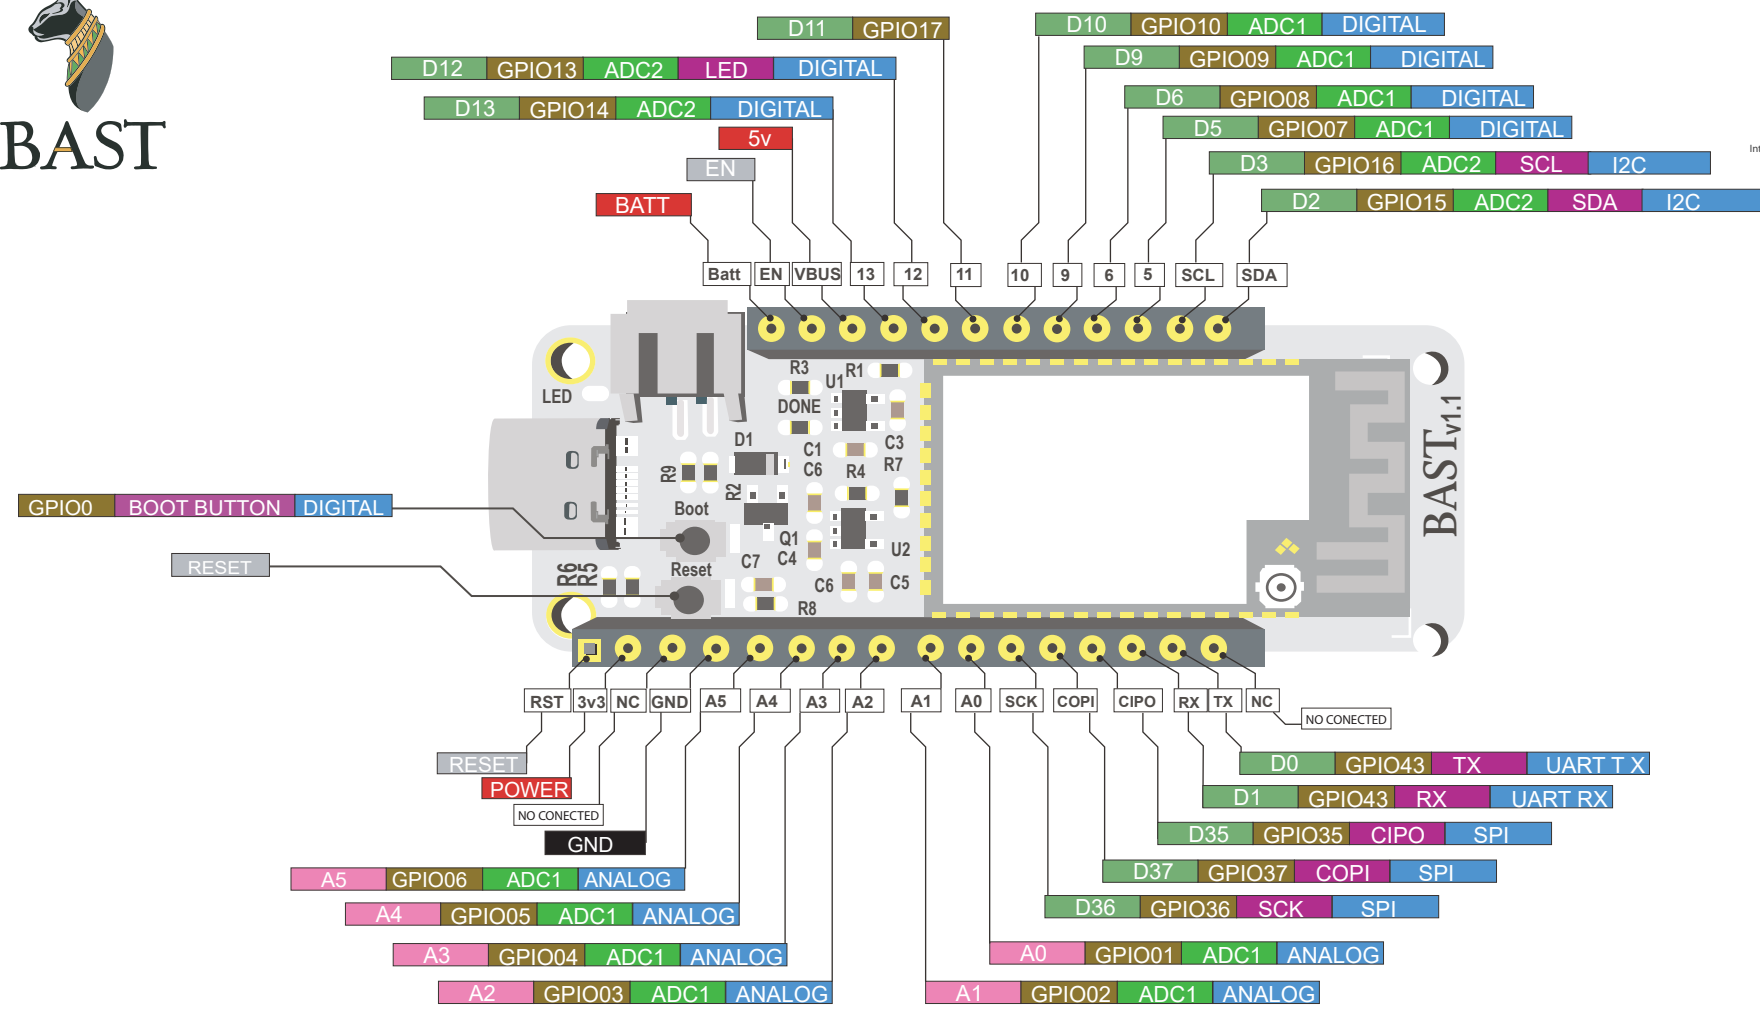 BAST
D11 GPIO17
D10 GPIO10 ADC1 DIGITAL
D12 GPIO13 ADC2 LED DIGITAL
D9 GPIO09 ADC1 DIGITAL
D13 GPIO14 ADC2 DIGITAL
D6 GPIO08 ADC1 DIGITAL
5v
D5 GPIO07 ADC1 DIGITAL
EN
D3 GPIO16 ADC2 SCL I2C
BATT
D2 GPIO15 ADC2 SDA I2C
Batt EN VBUS 13 12 11 10 9 6 5 SCL SDA
LED
R3
R1
U1
DONE
D1
C1
C3
C6
R4
R7
R9
R2
Boot
Q1
C4
U2
C7
Reset
R6
R5
C6
C5
R8
BAST v1.1
GPIO0 BOOT BUTTON DIGITAL
RESET
RST 3v3 NC GND A5 A4 A3 A2 A1 A0 SCK COPI CIPO RX TX NC
NO CONECTED
RESET
D0 GPIO43 TX UART T X
POWER
D1 GPIO43 RX UART RX
NO CONECTED
D35 GPIO35 CIPO SPI
GND
D37 GPIO37 COPI SPI
A5 GPIO06 ADC1 ANALOG
D36 GPIO36 SCK SPI
A4 GPIO05 ADC1 ANALOG
A3 GPIO04 ADC1 ANALOG
A0 GPIO01 ADC1 ANALOG
A2 GPIO03 ADC1 ANALOG
A1 GPIO02 ADC1 ANALOG